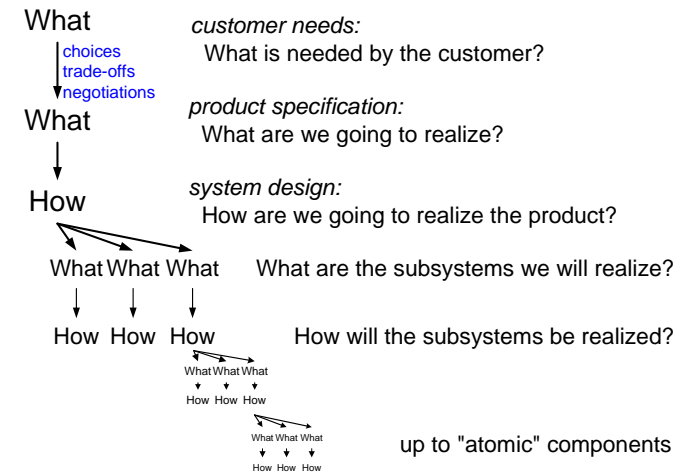 What
customer needs:
What is needed by the customer?
choices
trade-offs
negotiations
What
product specification:
What are we going to realize?
How
system design:
How are we going to realize the product?
What What What
What are the subsystems we will realize?
How How How
How will the subsystems be realized?
What What What
How How How
What What What
up to "atomic" components
How How How